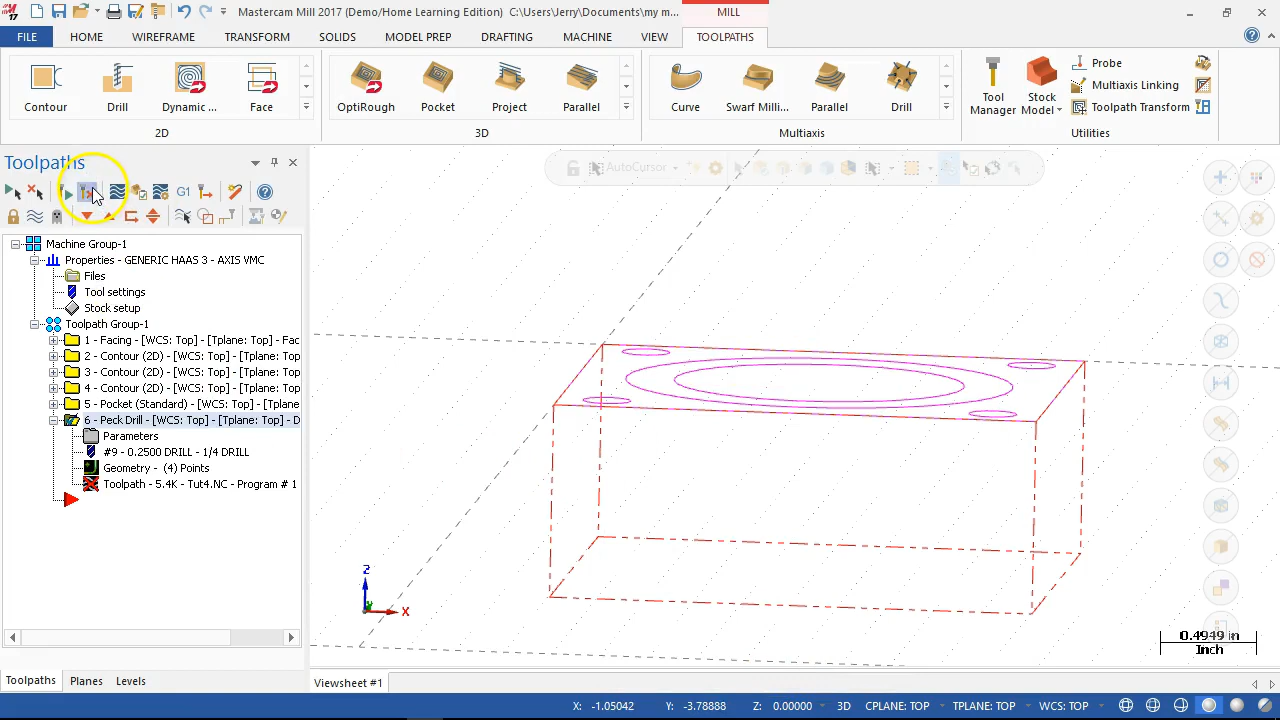 17
Mastercam Mill 2017 (Demo/Home Learning Edition) C:\Users\Jerry\Documents\my m...
MILL
FILE HOME WIREFRAME TRANSFORM SOLIDS MODEL PREP DRAFTING MACHINE VIEW TOOLPATHS
Contour Drill Dynamic ... Face
2D
OptiRough Pocket Project Parallel
3D
Curve Swarf Milli... Parallel Drill
Multiaxis
Tool Manager
Stock Model
Probe
Multiaxis Linking
Toolpath Transform
Utilities
Toolpaths
G1
AutoCursor
Machine Group-1
Properties - GENERIC HAAS 3 - AXIS VMC
Files
Tool settings
Stock setup
Toolpath Group-1
1 - Facing - [WCS: Top] - [Tplane: Top] - Fac
2 - Contour (2D) - [WCS: Top] - [Tplane: Top
3 - Contour (2D) - [WCS: Top] - [Tplane: Top
4 - Contour (2D) - [WCS: Top] - [Tplane: Top
5 - Pocket (Standard) - [WCS: Top] - [Tplane
6 - Peck Drill - [WCS: Top] - [Tplane: Top] - D
Parameters
#9 - 0.2500 DRILL - 1/4 DRILL
Geometry - (4) Points
Toolpath - 5.4K - Tut4.NC - Program # 1
Z
Y
X
0.4949 in
Inch
Toolpaths Planes Levels
Viewsheet #1
X: -1.05042 Y: -3.78888 Z: 0.00000 3D CPLANE: TOP TPLANE: TOP WCS: TOP